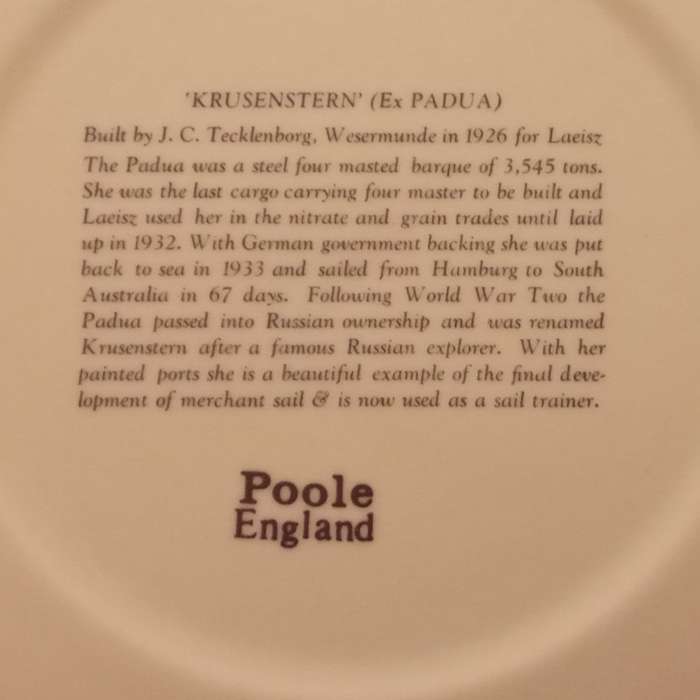 'KRUSENSTERN' (Ex PADUA)
Built by J. C. Tecklenborg, Wesermunde in 1926 for Laeisz
The Padua was a steel four masted barque of 3,545 tons.
She was the last cargo carrying four master to be built and
Laeisz used her in the nitrate and grain trades until laid
up in 1932. With German government backing she was put
back to sea in 1933 and sailed from Hamburg to South
Australia in 67 days. Following World War Two the
Padua passed into Russian ownership and was renamed
Krusenstern after a famous Russian explorer. With her
painted ports she is a beautiful example of the final deve-
lopment of merchant sail & is now used as a sail trainer.
Poole
England